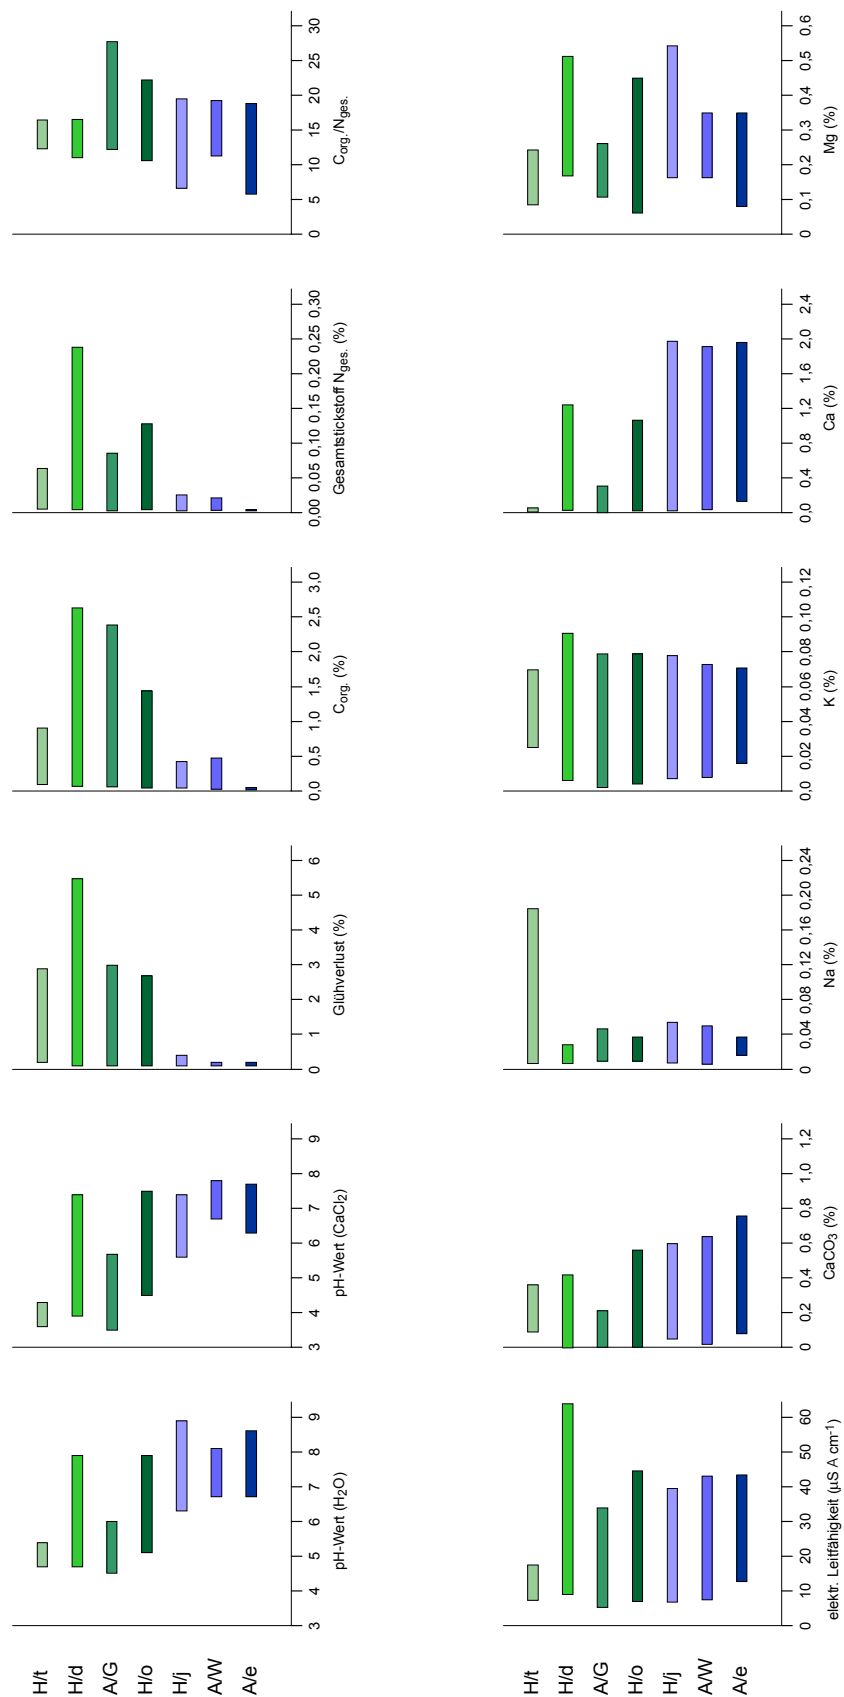 H/t
H/d
A/G
H/o
H/j
A/W
A/e
3 4 5 6 7 8 9
pH-Wert (H₂O)
3 4 5 6 7 8 9
pH-Wert (CaCl₂)
0 1 2 3 4 5 6
Glühverlust (%)
0,0 0,5 1,0 1,5 2,0 2,5 3,0
Corg. (%)
0,00 0,05 0,10 0,15 0,20 0,25 0,30
Gesamtstickstoff Nges. (%)
0 5 10 15 20 25 30
Corg./Nges.
H/t
H/d
A/G
H/o
H/j
A/W
A/e
0 10 20 30 40 50 60
elektr. Leitfähigkeit (µS A cm⁻¹)
0 0,2 0,4 0,6 0,8 1,0 1,2
CaCO₃ (%)
0 0,04 0,08 0,12 0,16 0,20 0,24
Na (%)
0,0 0,02 0,04 0,06 0,08 0,10 0,12
K (%)
0,0 0,4 0,8 1,2 1,6 2,0 2,4
Ca (%)
0 0,1 0,2 0,3 0,4 0,5 0,6
Mg (%)